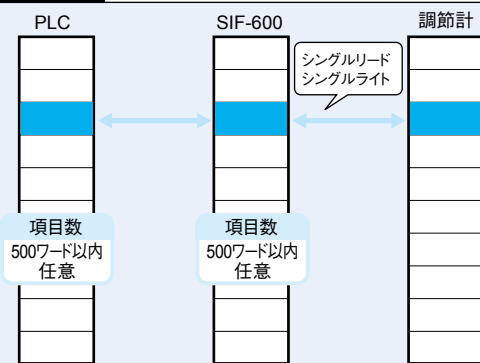 PLC
SIF-600
調節計
シングルリード
シングルライト
項目数
500ワード以内
任意
項目数
500ワード以内
任意